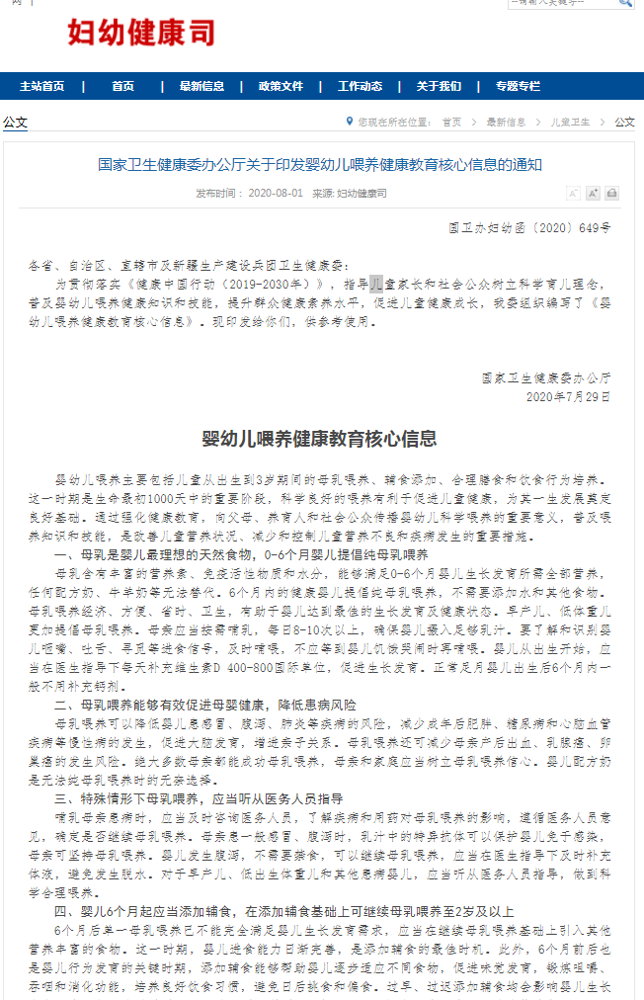 妇幼健康司
主站首页 | 首页 | 最新信息 | 政策文件 | 工作动态 | 关于我们 | 专题专栏
公文
您现在所在位置： 首页 > 最新信息 > 儿童卫生 > 公文
国家卫生健康委办公厅关于印发婴幼儿喂养健康教育核心信息的通知
发布时间： 2020-08-01 来源: 妇幼健康司
A- A+
国卫办妇幼函〔2020〕649号
各省、自治区、直辖市及新疆生产建设兵团卫生健康委：
为贯彻落实《健康中国行动（2019-2030年）》，指导儿童家长和社会公众树立科学育儿理念，
普及婴幼儿喂养健康知识和技能，提升群众健康素养水平，促进儿童健康成长，我委组织编写了《婴
幼儿喂养健康教育核心信息》。现印发给你们，供参考使用。
国家卫生健康委办公厅
2020年7月29日
婴幼儿喂养健康教育核心信息
婴幼儿喂养主要包括儿童从出生到3岁期间的母乳喂养、辅食添加、合理膳食和饮食行为培养。
这一时期是生命最初1000天中的重要阶段，科学良好的喂养有利于促进儿童健康，为其一生发展奠定
良好基础。通过强化健康教育，向父母、养育人和社会公众传播婴幼儿科学喂养的重要意义，普及喂
养知识和技能，是改善儿童营养状况、减少和控制儿童营养不良和疾病发生的重要措施。
一、母乳是婴儿最理想的天然食物，0-6个月婴儿提倡纯母乳喂养
母乳含有丰富的营养素、免疫活性物质和水分，能够满足0-6个月婴儿生长发育所需全部营养，
任何配方奶、牛羊奶等无法替代。6个月内的健康婴儿提倡纯母乳喂养，不需要添加水和其他食物。
母乳喂养经济、方便、省时、卫生，有助于婴儿达到最佳的生长发育及健康状态。早产儿、低体重儿
更加提倡母乳喂养。母亲应当按需哺乳，每日8-10次以上，确保婴儿摄入足够乳汁。要了解和识别婴
儿咂嘴、吐舌、寻觅等进食信号，及时哺喂，不应等到婴儿饥饿哭闹时再哺喂。婴儿从出生开始，应
当在医生指导下每天补充维生素D 400-800国际单位，促进生长发育。正常足月婴儿出生后6个月内一
般不用补充钙剂。
二、母乳喂养能够有效促进母婴健康，降低患病风险
母乳喂养可以降低婴儿患感冒、腹泻、肺炎等疾病的风险，减少成年后肥胖、糖尿病和心脑血管
疾病等慢性病的发生，促进大脑发育，增进亲子关系。母乳喂养还可减少母亲产后出血、乳腺癌、卵
巢癌的发生风险。绝大多数母亲都能成功母乳喂养，母亲和家庭应当树立母乳喂养信心。婴儿配方奶
是无法纯母乳喂养时的无奈选择。
三、特殊情形下母乳喂养，应当听从医务人员指导
哺乳母亲患病时，应当及时咨询医务人员，了解疾病和用药对母乳喂养的影响，遵循医务人员意
见，确定是否继续母乳喂养。母亲患一般感冒、腹泻时，乳汁中的特异抗体可以保护婴儿免于感染，
母亲可坚持母乳喂养。婴儿发生腹泻，不需要禁食，可以继续母乳喂养，应当在医生指导下及时补充
体液，避免发生脱水。对于早产儿、低出生体重儿和其他患病婴儿，应当听从医务人员指导，做到科
学合理喂养。
四、婴儿6个月起应当添加辅食，在添加辅食基础上可继续母乳喂养至2岁及以上
6个月后单一母乳喂养已不能完全满足婴儿生长发育需求，应当在继续母乳喂养基础上引入其他
营养丰富的食物。这一时期，婴儿进食能力日渐完善，是添加辅食的最佳时机。此外，6个月前后也
是婴儿行为发育的关键时期，添加辅食能够帮助婴儿逐步适应不同食物，促进味觉发育，锻炼咀嚼、
吞咽和消化功能，培养良好饮食习惯，避免日后挑食和偏食。过早、过迟添加辅食均会影响婴儿生长